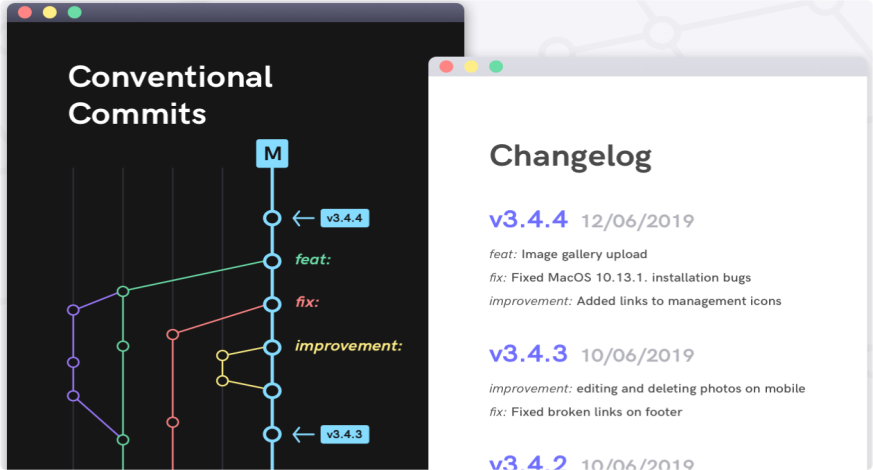 Conventional
Commits
M
v3.4.4
feat:
fix:
improvement:
v3.4.3
Changelog
v3.4.4 12/06/2019
feat: Image gallery upload
fix: Fixed MacOS 10.13.1. installation bugs
improvement: Added links to management icons
v3.4.3 10/06/2019
improvement: editing and deleting photos on mobile
fix: Fixed broken links on footer
v3.4.2 10/06/2019